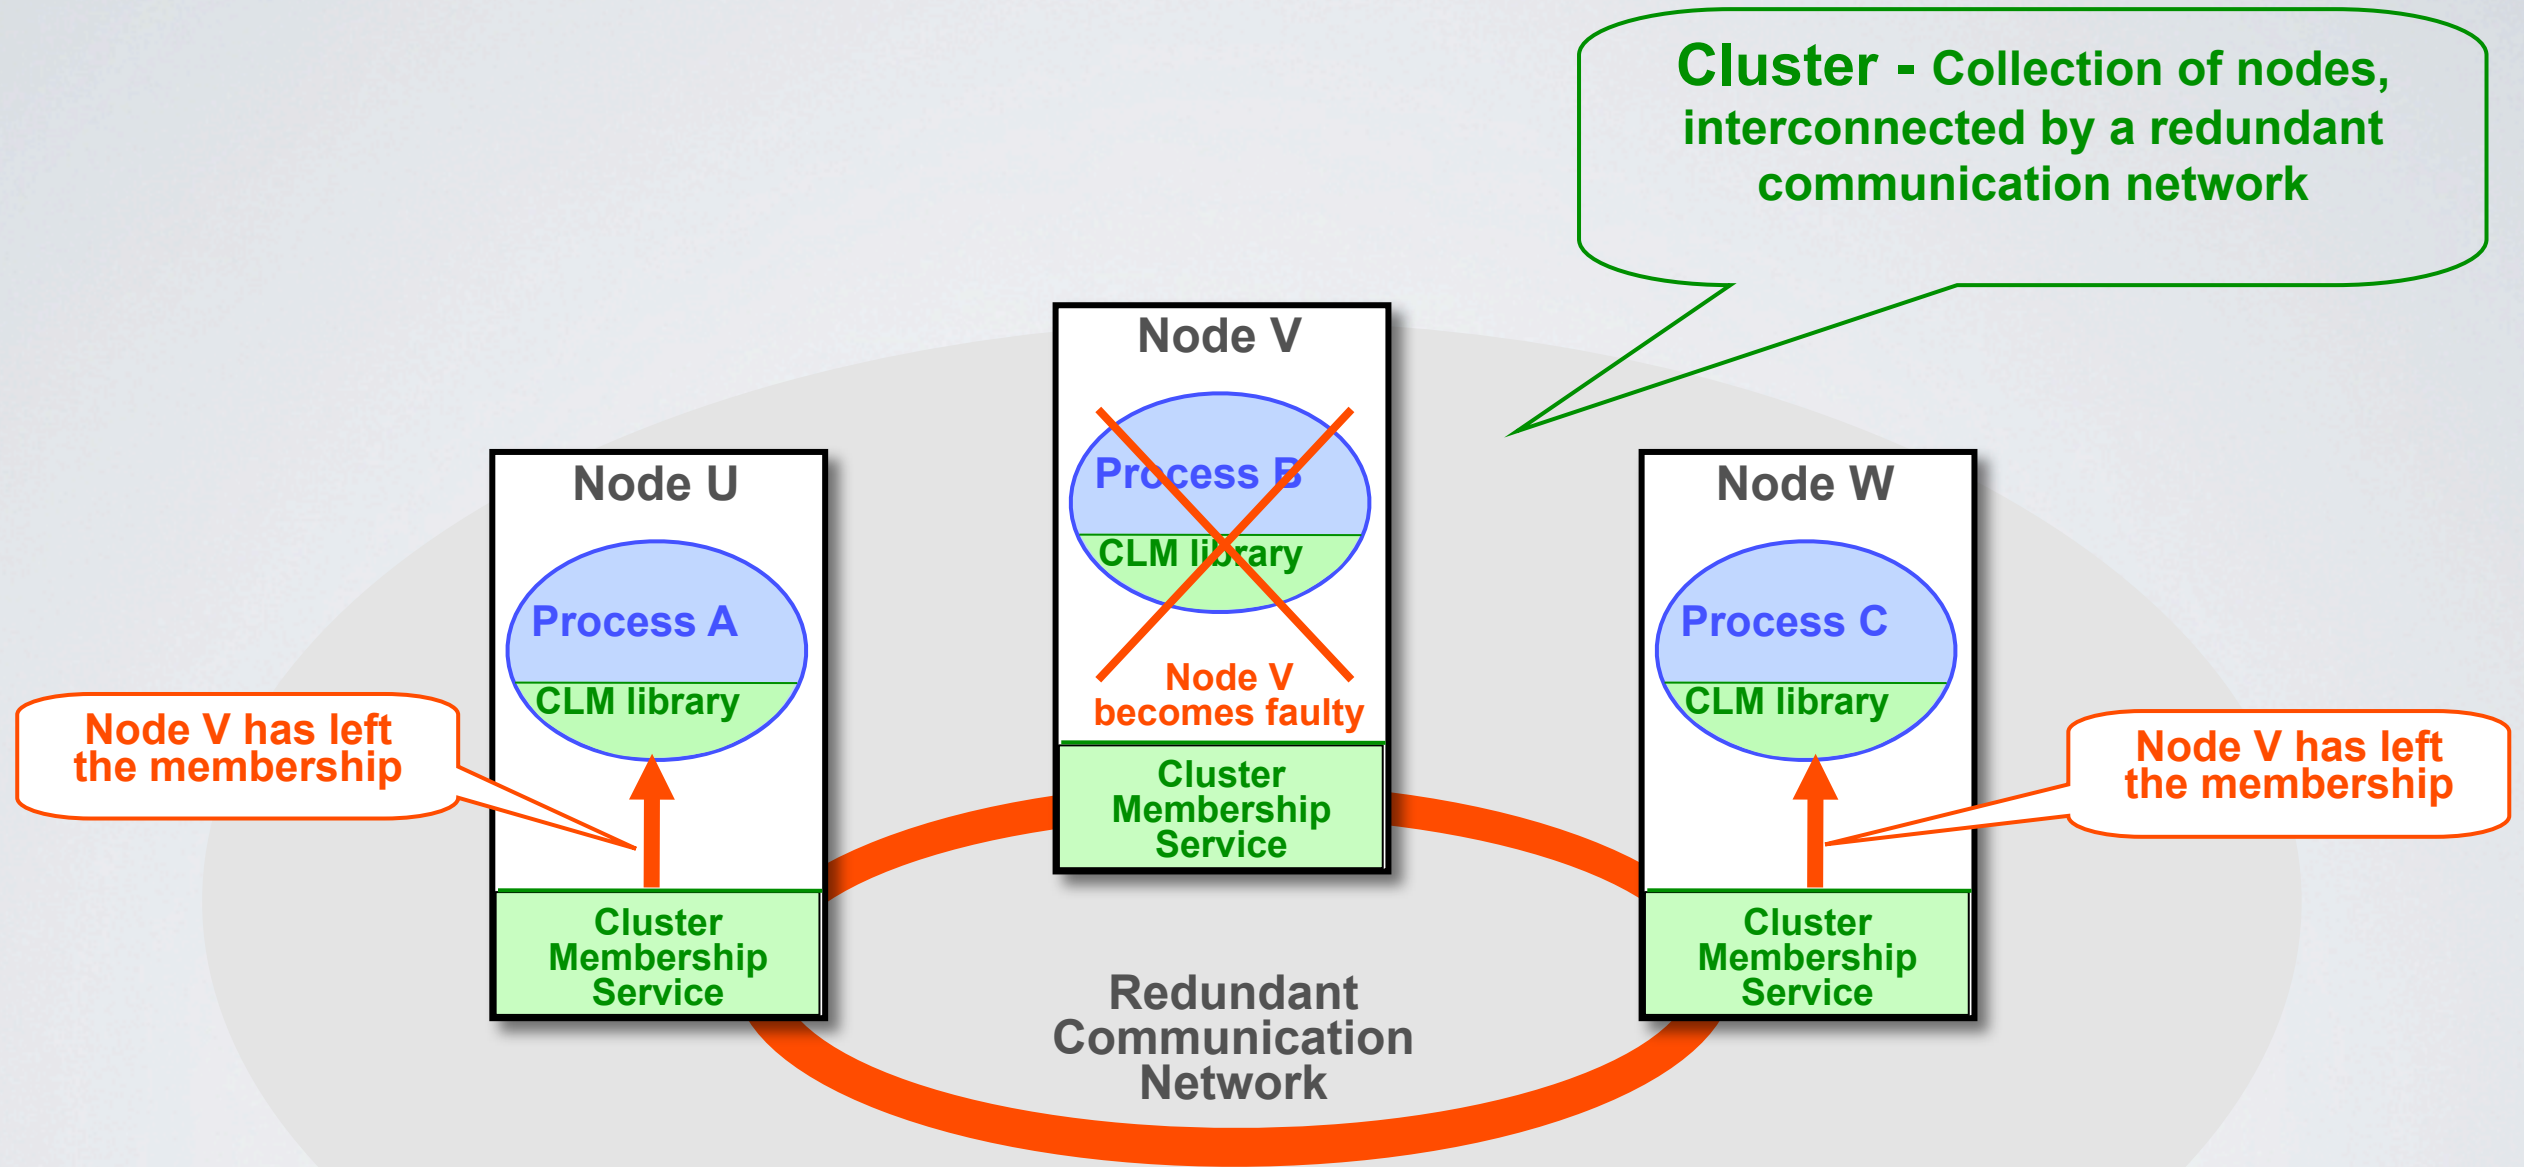 Cluster - Collection of nodes,
interconnected by a redundant
communication network
Node V
Process B
CLM library
Node V
becomes faulty
Cluster
Membership
Service
Node U
Process A
CLM library
Node V has left
the membership
Cluster
Membership
Service
Node W
Process C
CLM library
Node V has left
the membership
Cluster
Membership
Service
Redundant
Communication
Network